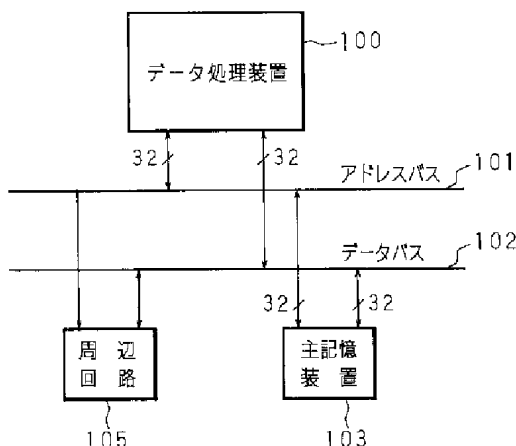 100
データ処理装置
32
32
アドレスバス
101
データバス
102
32
32
周辺
回路
主記憶
装置
105
103